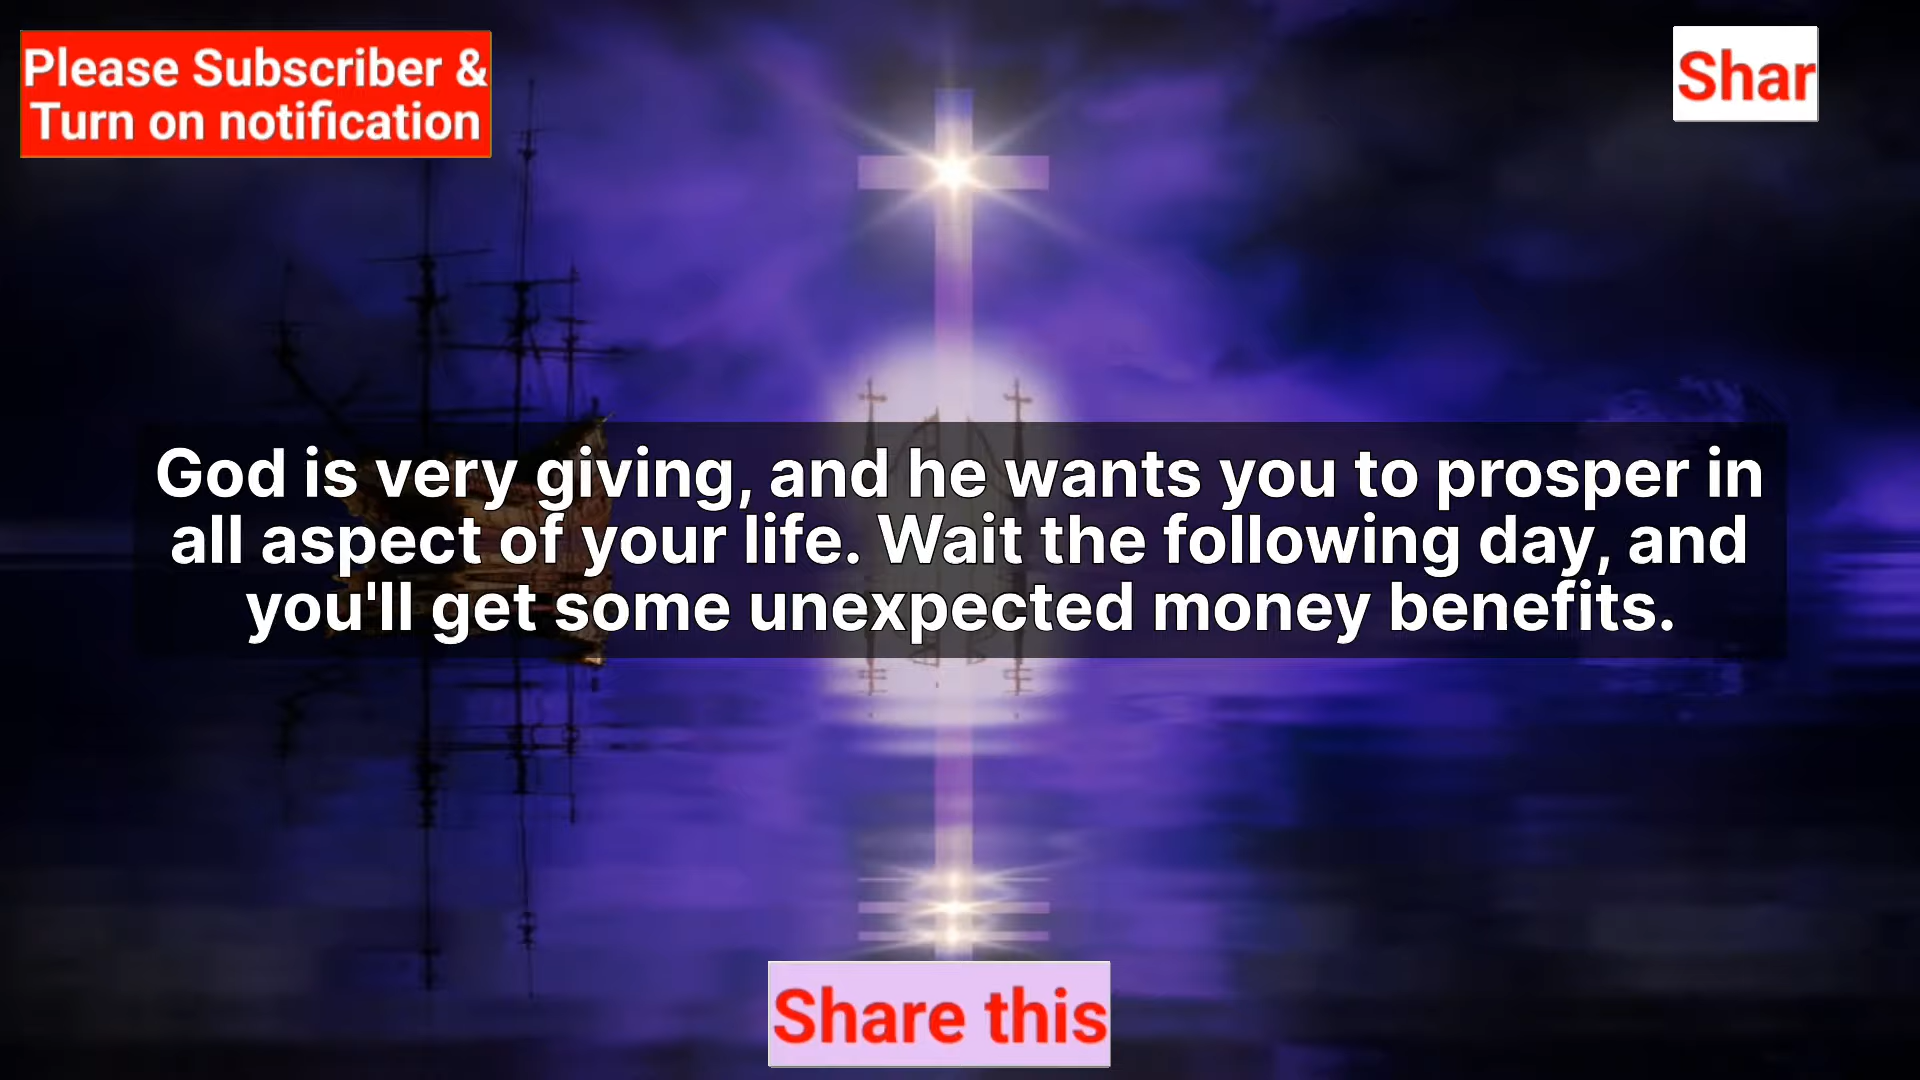 Please Subscriber &
Turn on notification
Shar
God is very giving, and he wants you to prosper in
all aspect of your life. Wait the following day, and
you'll get some unexpected money benefits.
Share this